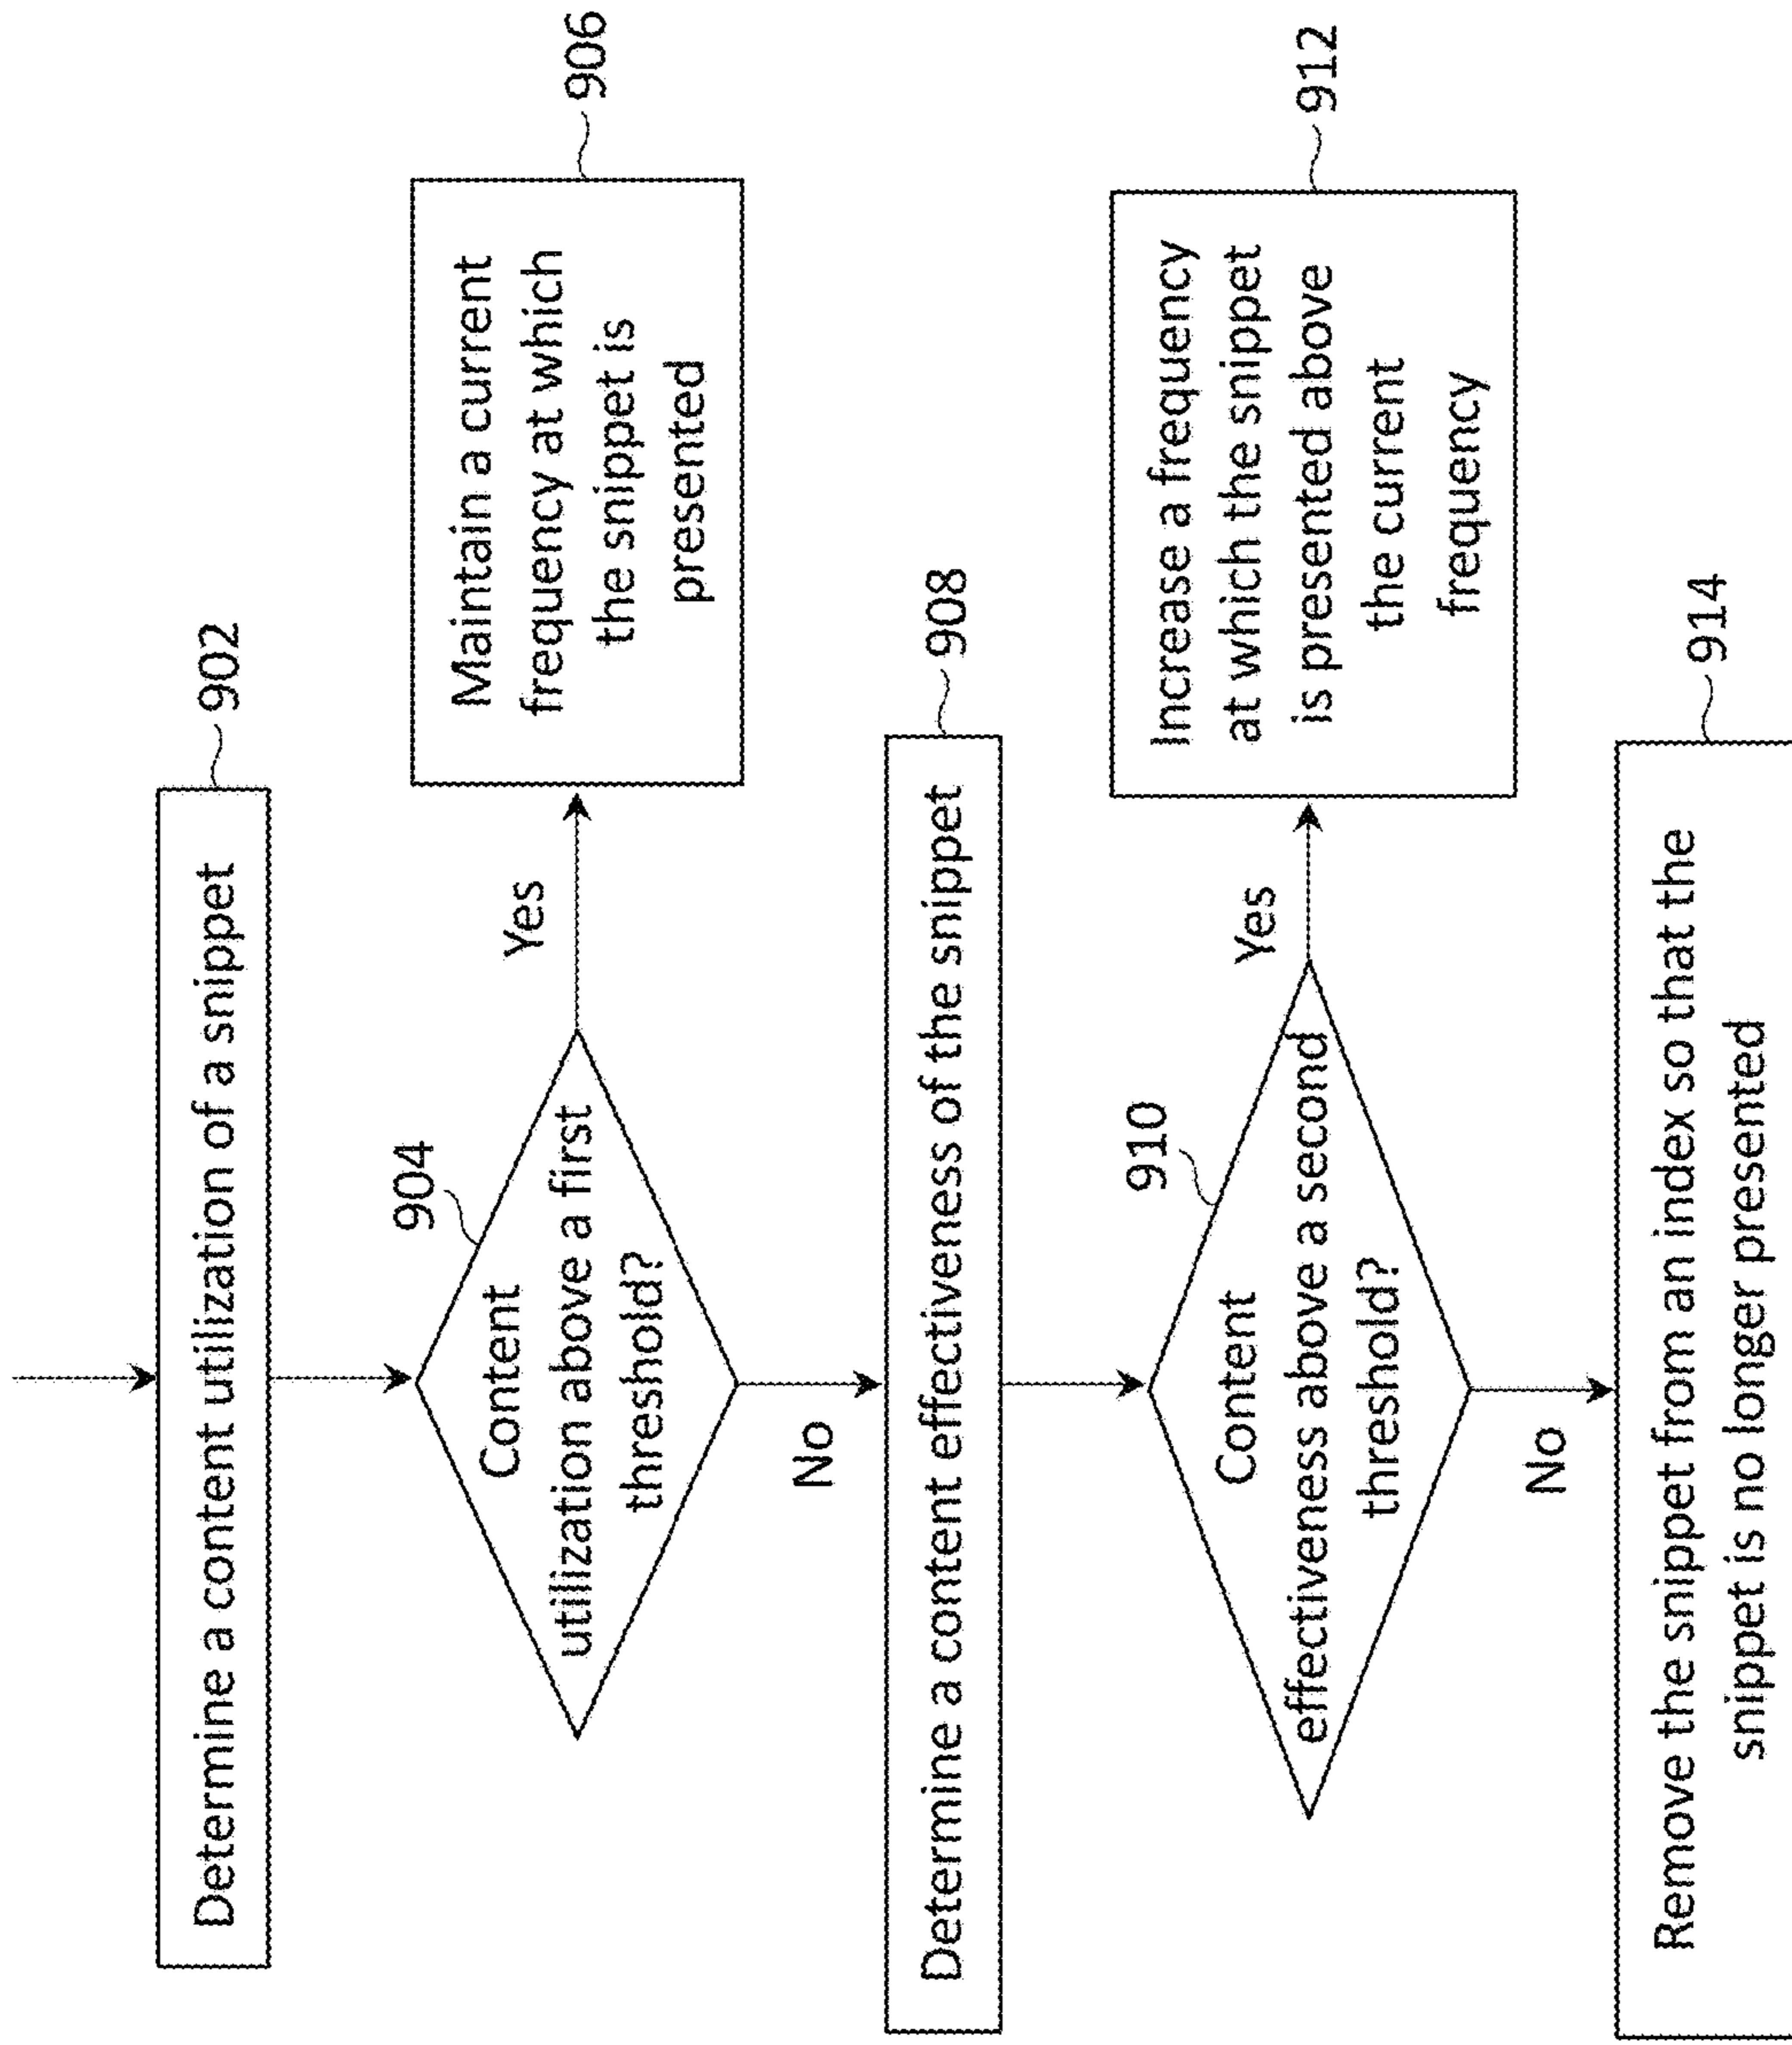 Determine a content utilization of a snippet
902
904
Content
utilization above a first
threshold?
Yes
Maintain a current
frequency at which
the snippet is
presented
906
No
Determine a content effectiveness of the snippet
908
910
Content
effectiveness above a second
threshold?
Yes
Increase a frequency
at which the snippet
is presented above
the current
frequency
912
No
Remove the snippet from an index so that the
snippet is no longer presented
914